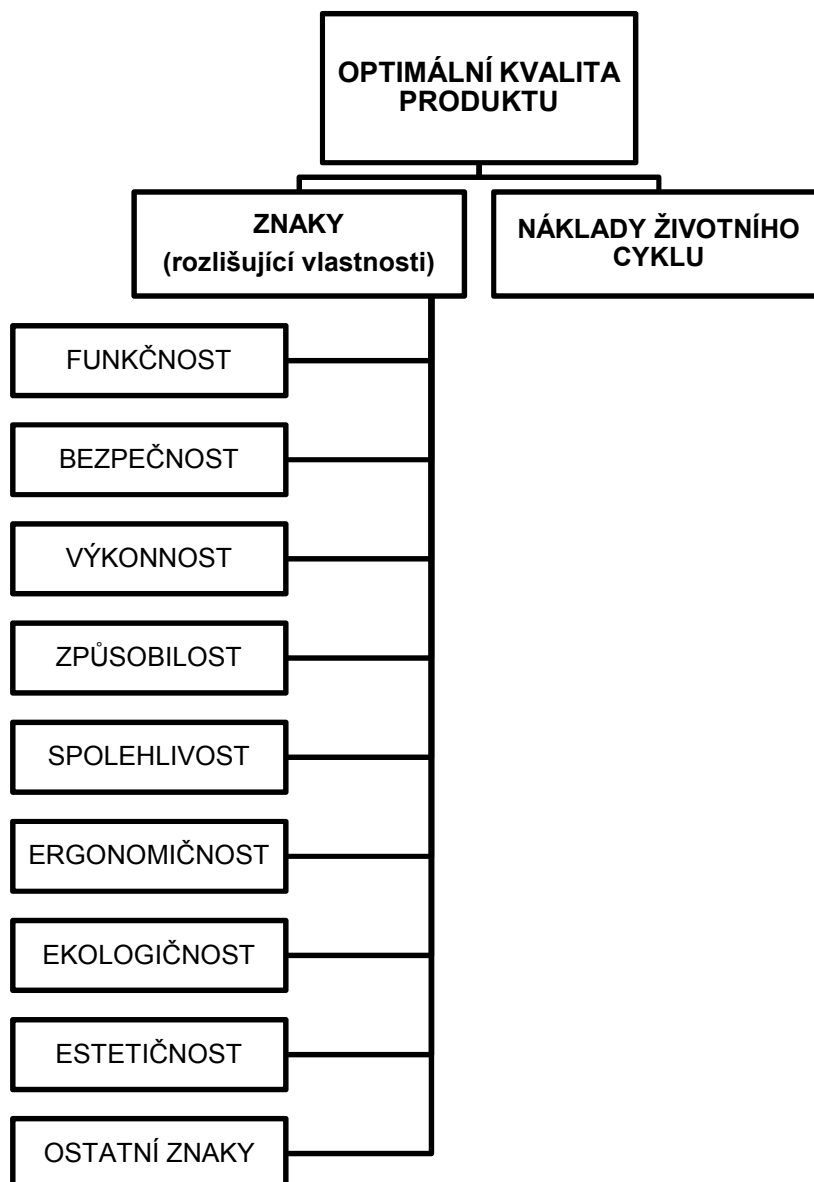 OPTIMÁLNÍ KVALITA
PRODUKTU
ZNAKY
(rozlišující vlastnosti)
NÁKLADY ŽIVOTNÍHO
CYKLU
FUNKČNOST
BEZPEČNOST
VÝKONNOST
ZPŮSOBILOST
SPOLEHLIVOST
ERGONOMIČNOST
EKOLOGIČNOST
ESTETIČNOST
OSTATNÍ ZNAKY